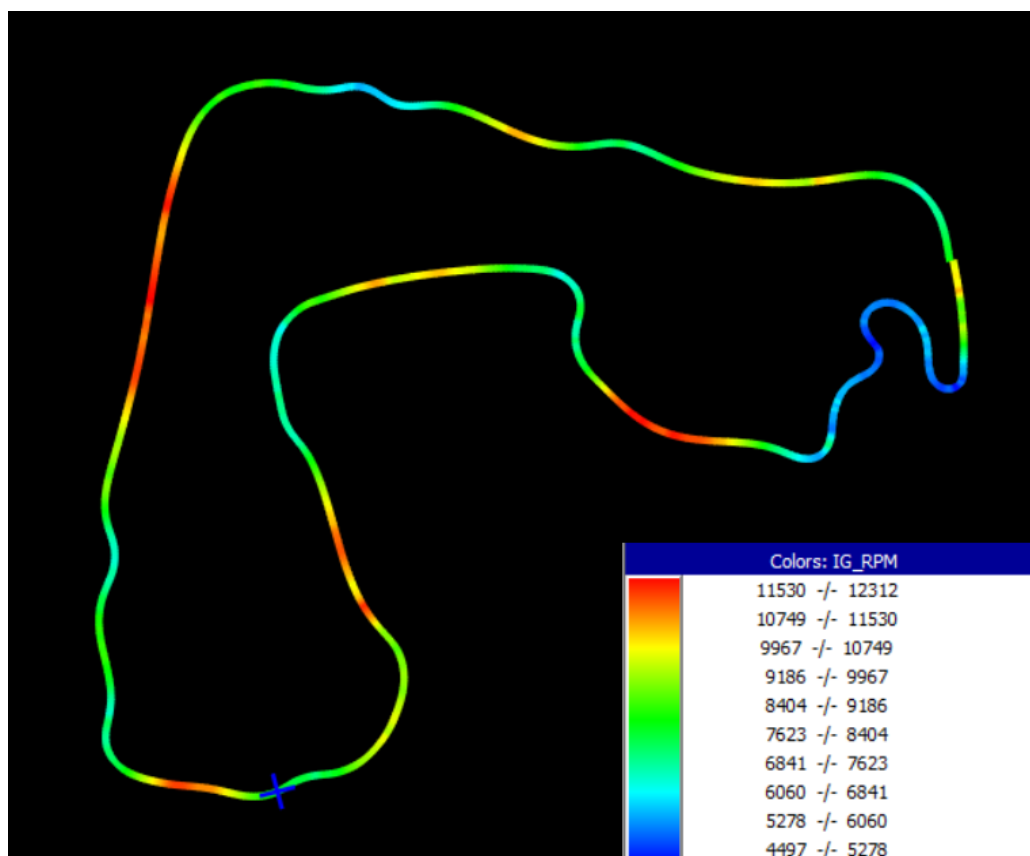 Colors: IG_RPM
11530 -/- 12312
10749 -/- 11530
9967 -/- 10749
9186 -/- 9967
8404 -/- 9186
7623 -/- 8404
6841 -/- 7623
6060 -/- 6841
5278 -/- 6060
4497 -/- 5278